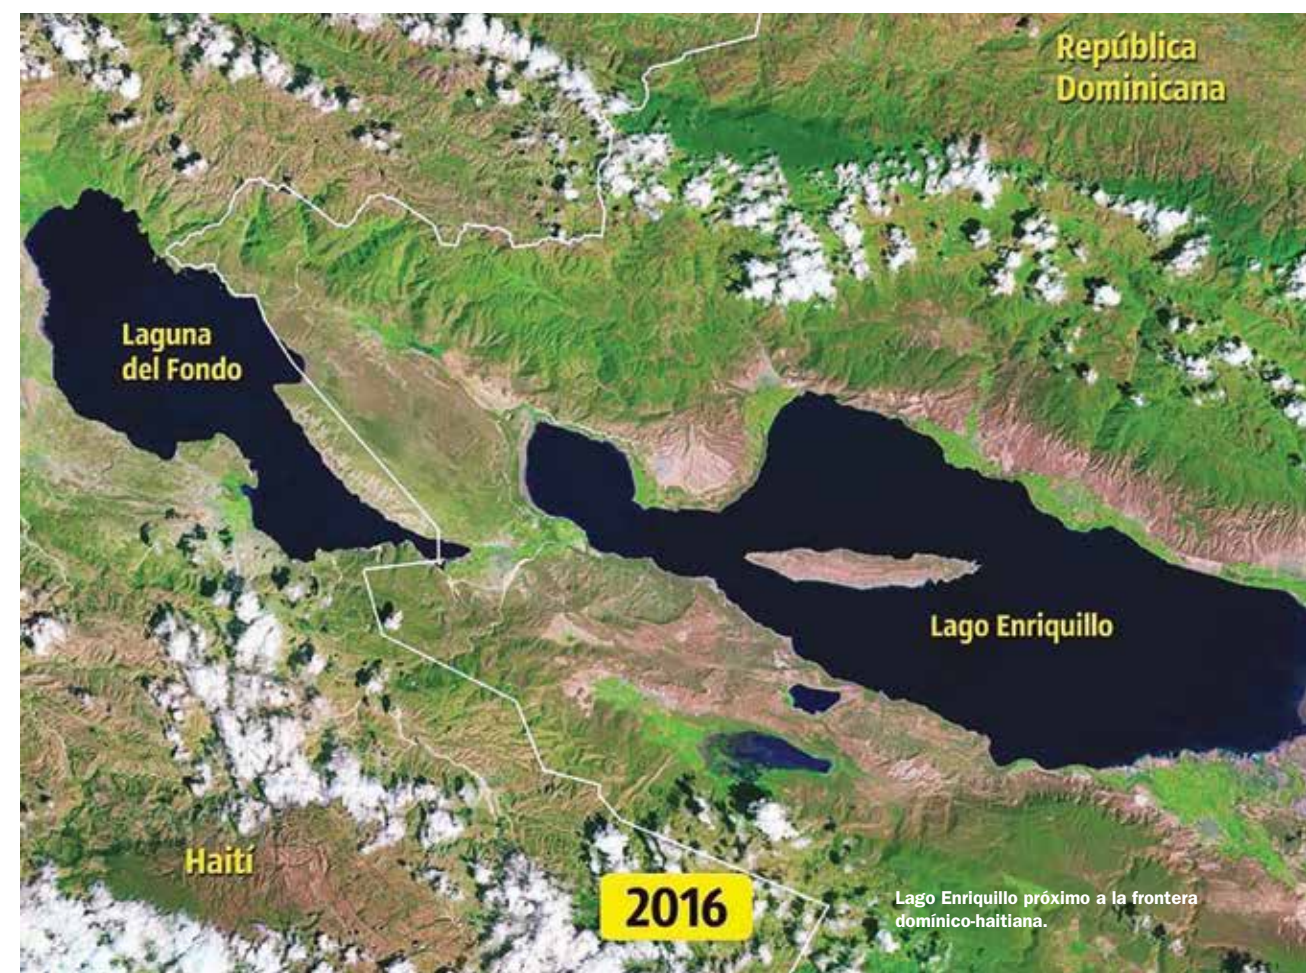 República
Dominicana
Laguna
del Fondo
Lago Enriquillo
Haití
2016
Lago Enriquillo próximo a la frontera
domínico-haitiana.